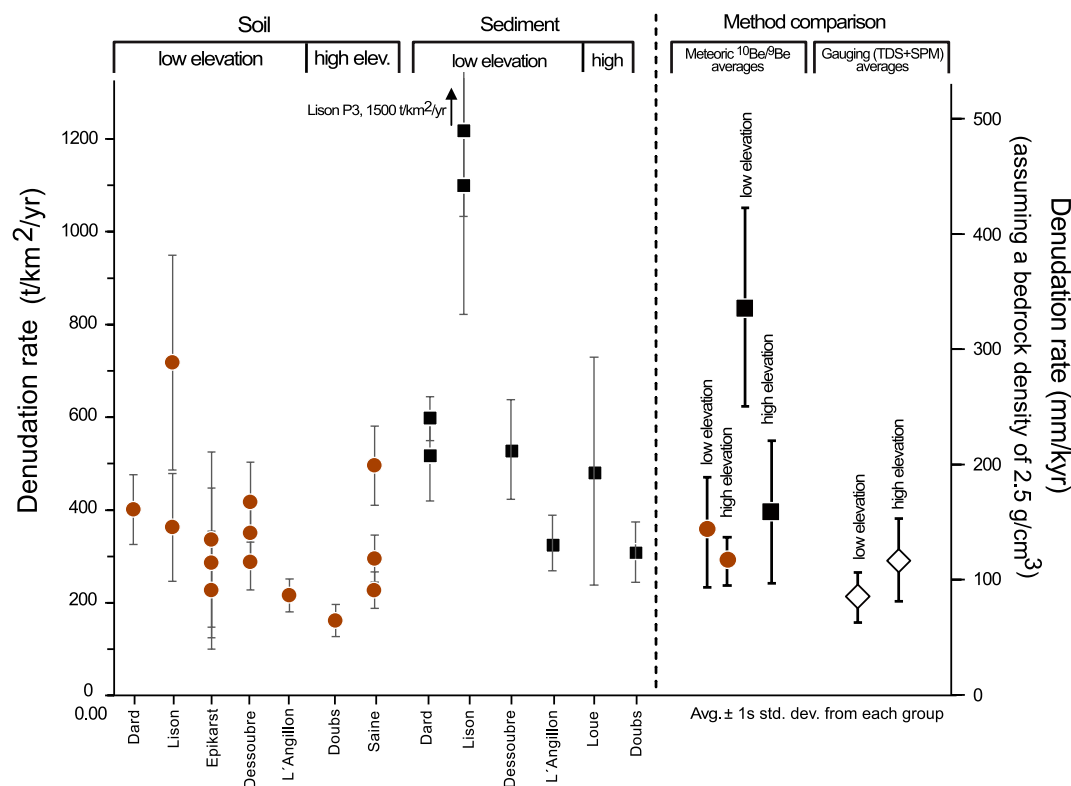 Soil
Sediment
Method comparison
low elevation
high elev.
low elevation
high
Meteoric ¹⁰Be/⁹Be
averages
Gauging (TDS+SPM)
averages
Lison P3, 1500 t/km²/yr
Denudation rate (t/km²/yr)
1200
1000
800
600
400
200
0
0.00
500
400
300
200
100
0
Denudation rate (mm/kyr)
(assuming a bedrock density of 2.5 g/cm³)
low elevation
high elevation
low elevation
high elevation
low elevation
high elevation
Avg.± 1s std. dev. from each group
Dard
Lison
Epikarst
Dessoubre
L´Angillon
Doubs
Saine
Dard
Lison
Dessoubre
L´Angillon
Loue
Doubs